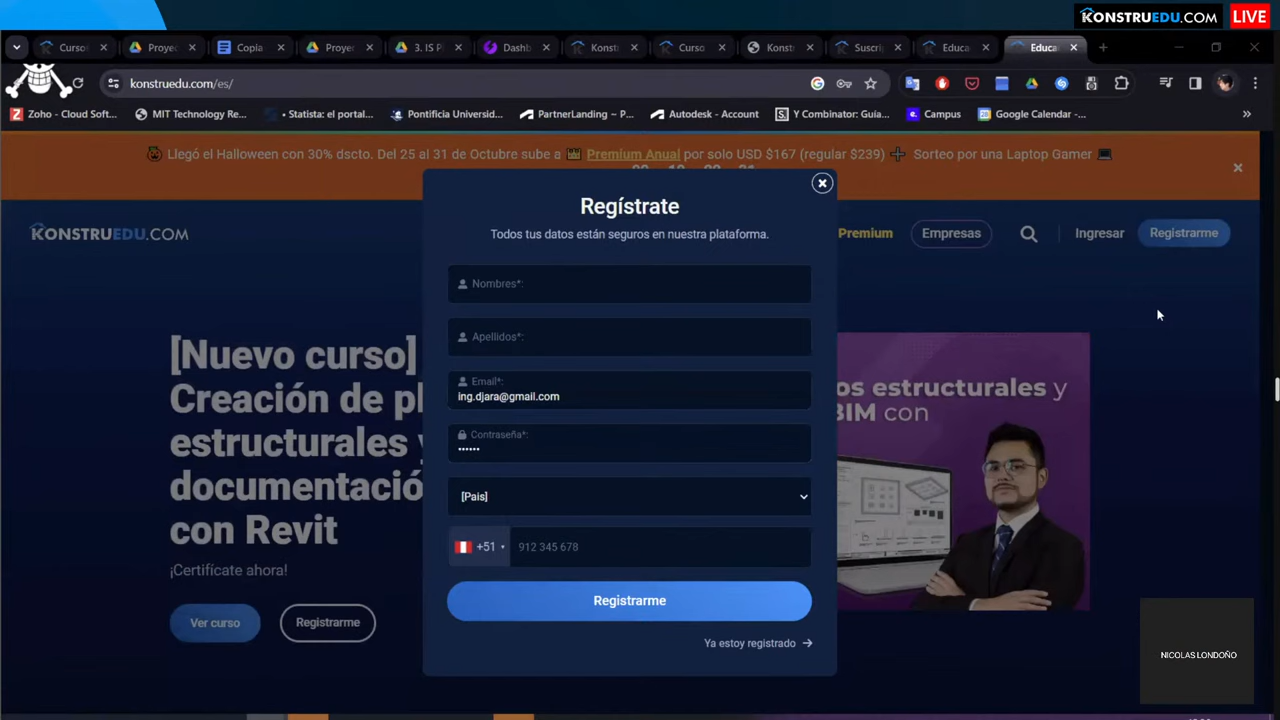 KONSTRUEDU.COM LIVE
Cursos Proyec Copia Proyec 3. IS P Dashb Konst Curso Konst Suscri Educa Educa
konstruedu.com/es/
Zoho - Cloud Soft... MIT Technology Re... • Statista: el portal... Pontificia Universid... PartnerLanding ~ P... Autodesk - Account Y Combinator: Guía... Campus Google Calendar -...
Llegó el Halloween con 30% dscto. Del 25 al 31 de Octubre sube a Premium Anual por solo USD $167 (regular $239) + Sorteo por una Laptop Gamer
KONSTRUEDU.COM
Premium Empresas Ingresar Registrarme
Regístrate
Todos tus datos están seguros en nuestra plataforma.
Nombres*:
Apellidos*:
Email*:
ing.djara@gmail.com
Contraseña*:
••••••
[Pais]
+51 912 345 678
Registrarme
Ya estoy registrado →
[Nuevo curso]
Creación de pl
estructurales y
documentació
con Revit
¡Certifícate ahora!
Ver curso Registrarme
os estructurales y
BIM con
NICOLAS LONDOÑO